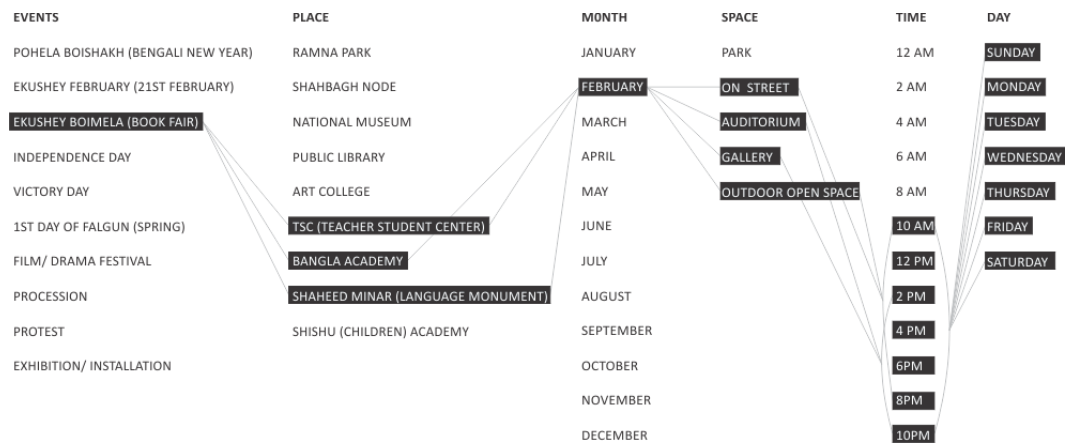 EVENTS PLACE M0NTH SPACE TIME DAY
POHELA BOISHAKH (BENGALI NEW YEAR) RAMNA PARK JANUARY PARK 12 AM SUNDAY
EKUSHEY FEBRUARY (21ST FEBRUARY) SHAHBAGH NODE FEBRUARY ON STREET 2 AM MONDAY
EKUSHEY BOIMELA (BOOK FAIR) NATIONAL MUSEUM MARCH AUDITORIUM 4 AM TUESDAY
INDEPENDENCE DAY PUBLIC LIBRARY APRIL GALLERY 6 AM WEDNESDAY
VICTORY DAY ART COLLEGE MAY OUTDOOR OPEN SPACE 8 AM THURSDAY
1ST DAY OF FALGUN (SPRING) TSC (TEACHER STUDENT CENTER) JUNE 10 AM FRIDAY
FILM/ DRAMA FESTIVAL BANGLA ACADEMY JULY 12 PM SATURDAY
PROCESSION SHAHEED MINAR (LANGUAGE MONUMENT) AUGUST 2 PM
PROTEST SHISHU (CHILDREN) ACADEMY SEPTEMBER 4 PM
EXHIBITION/ INSTALLATION OCTOBER 6PM
NOVEMBER 8PM
DECEMBER 10PM